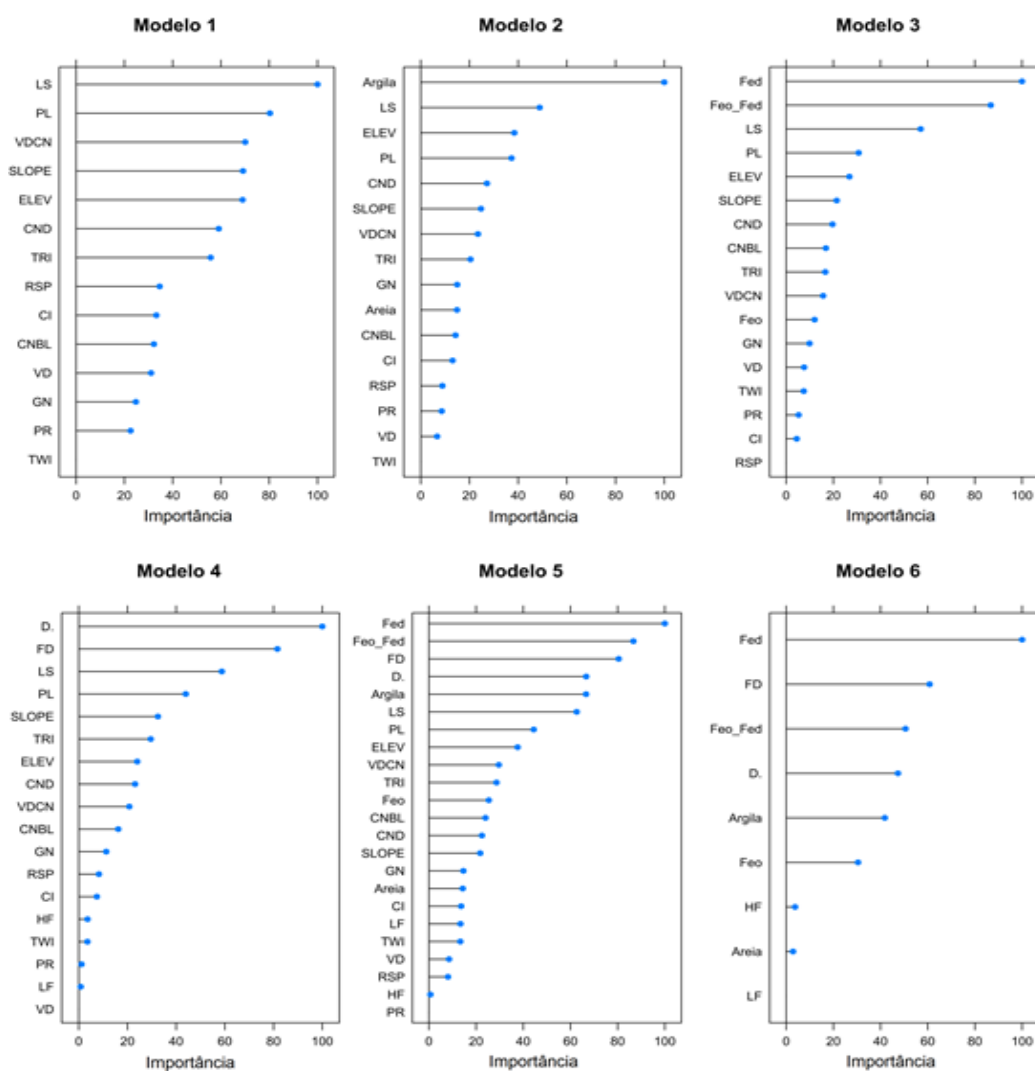 Modelo 1
LS
PL
VDCN
SLOPE
ELEV
CND
TRI
RSP
CI
CNBL
VD
GN
PR
TWI
0 20 40 60 80 100
Importância
Modelo 2
Argila
LS
ELEV
PL
CND
SLOPE
VDCN
TRI
GN
Areia
CNBL
CI
RSP
PR
VD
TWI
0 20 40 60 80 100
Importância
Modelo 3
Fed
Feo_Fed
LS
PL
ELEV
SLOPE
CND
CNBL
TRI
VDCN
Feo
GN
VD
TWI
PR
CI
RSP
0 20 40 60 80 100
Importância
Modelo 4
D.
FD
LS
PL
SLOPE
TRI
ELEV
CND
VDCN
CNBL
GN
RSP
CI
HF
TWI
PR
LF
VD
0 20 40 60 80 100
Importância
Modelo 5
Fed
Feo_Fed
FD
D.
Argila
LS
PL
ELEV
VDCN
TRI
Feo
CNBL
CND
SLOPE
GN
Areia
CI
LF
TWI
VD
RSP
HF
PR
0 20 40 60 80 100
Importância
Modelo 6
Fed
FD
Feo_Fed
D.
Argila
Feo
HF
Areia
LF
0 20 40 60 80 100
Importância